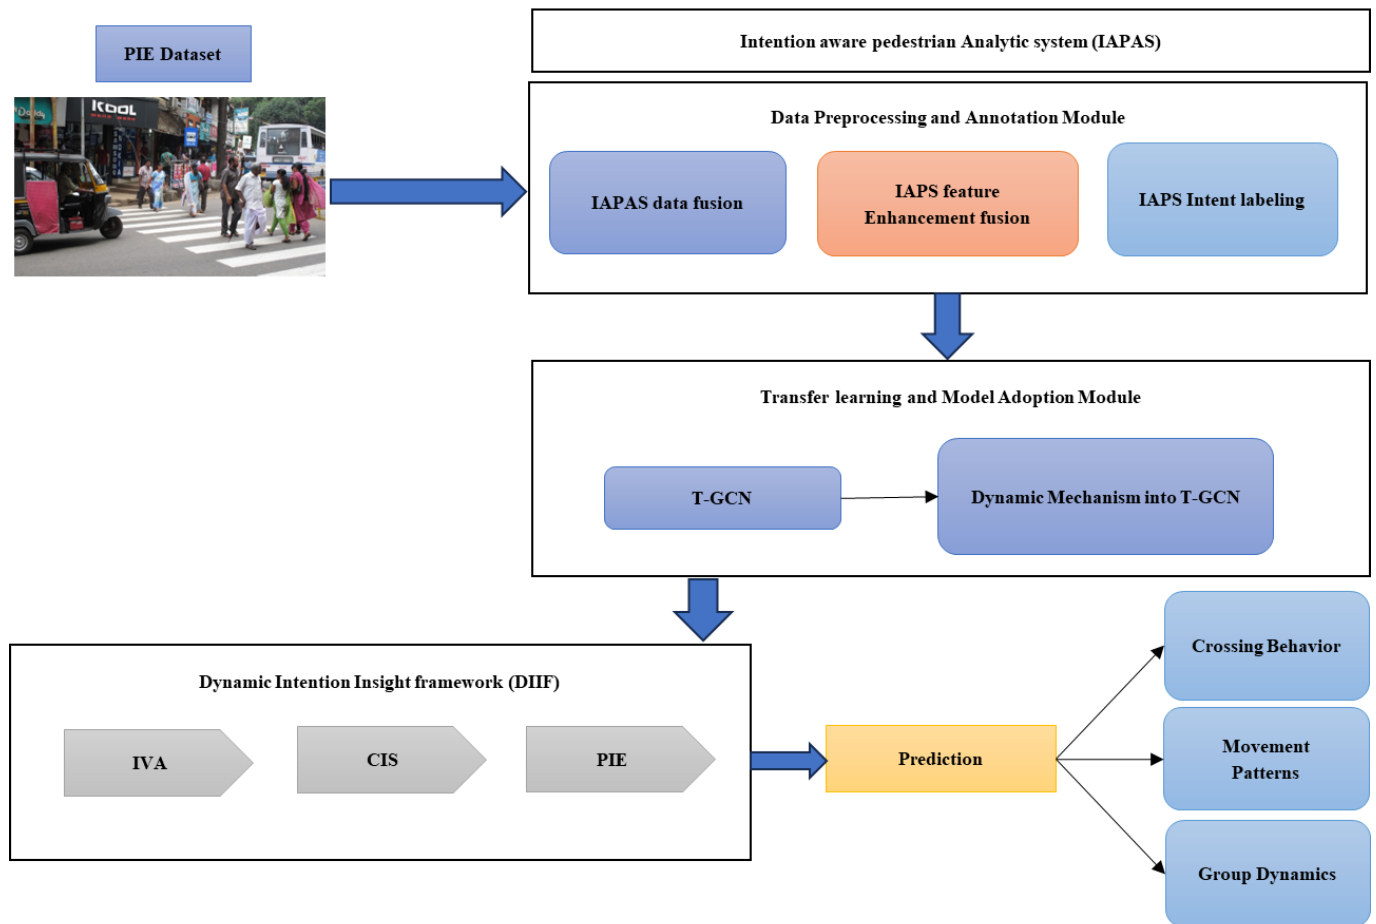 PIE Dataset
Intention aware pedestrian Analytic system (IAPAS)
KOOL
Daddy
Data Preprocessing and Annotation Module
IAPAS data fusion
IAPS feature
Enhancement fusion
IAPS Intent labeling
Transfer learning and Model Adoption Module
T-GCN
Dynamic Mechanism into T-GCN
Dynamic Intention Insight framework (DIIF)
IVA
CIS
PIE
Prediction
Crossing Behavior
Movement
Patterns
Group Dynamics